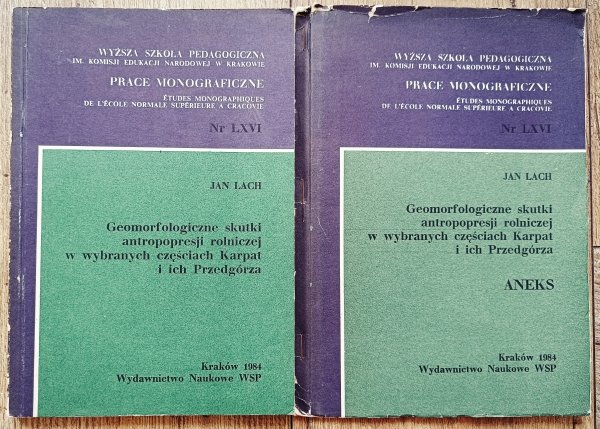 WYŻSZA SZKOŁA PEDAGOGICZNA
IM. KOMISJI EDUKACJI NARODOWEJ W KRAKOWIE
PRACE MONOGRAFICZNE
ÉTUDES MONOGRAPHIQUES
DE L'ÉCOLE NORMALE SUPÉRIEURE A CRACOVIE
Nr LXVI
JAN LACH
Geomorfologiczne skutki
antropopresji rolniczej
w wybranych częściach Karpat
i ich Przedgórza
Kraków 1984
Wydawnictwo Naukowe WSP
WYŻSZA SZKOŁA PEDAGOGICZNA
IM. KOMISJI EDUKACJI NARODOWEJ W KRAKOWIE
PRACE MONOGRAFICZNE
ÉTUDES MONOGRAPHIQUES
DE L'ÉCOLE NORMALE SUPÉRIEURE A CRACOVIE
Nr LXVI
JAN LACH
Geomorfologiczne skutki
antropopresji rolniczej
w wybranych częściach Karpat
i ich Przedgórza
ANEKS
Kraków 1984
Wydawnictwo Naukowe WSP